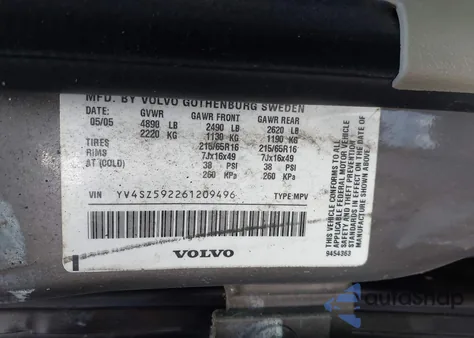 MFD. BY VOLVO GOTHENBURG SWEDEN
DATE: GVWR GAWR FRONT GAWR REAR
05/05 4890 LB 2490 LB 2620 LB
2220 KG 1130 KG 1190 KG
TIRES 215/65R16 215/65R16
RIMS 7Jx16x49 7Jx16x49
AT (COLD) 38 PSI 38 PSI
260 KPa 260 KPa
VIN YV4SZ592261209496 TYPE:MPV
VOLVO
THIS VEHICLE CONFORMS TO ALL
APPLICABLE FEDERAL MOTOR VEHICLE
SAFETY AND THEFT PREVENTION
STANDARDS IN EFFECT ON THE DATE OF
MANUFACTURE SHOWN ABOVE.
9454363
autosnap